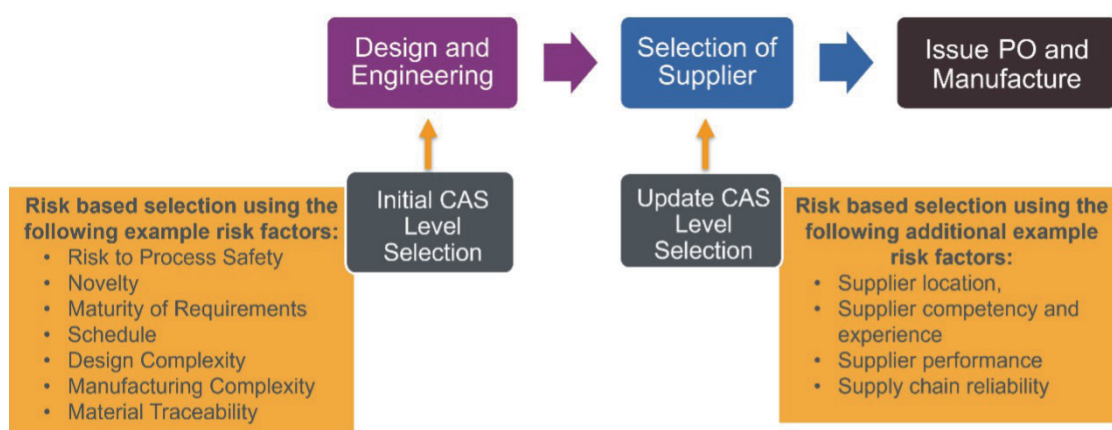 Design and
Engineering
Selection of
Supplier
Issue PO and
Manufacture
Initial CAS
Level
Selection
Update CAS
Level
Selection
Risk based selection using the
following example risk factors:
• Risk to Process Safety
• Novelty
• Maturity of Requirements
• Schedule
• Design Complexity
• Manufacturing Complexity
• Material Traceability
Risk based selection using the
following additional example
risk factors:
• Supplier location,
• Supplier competency and
experience
• Supplier performance
• Supply chain reliability